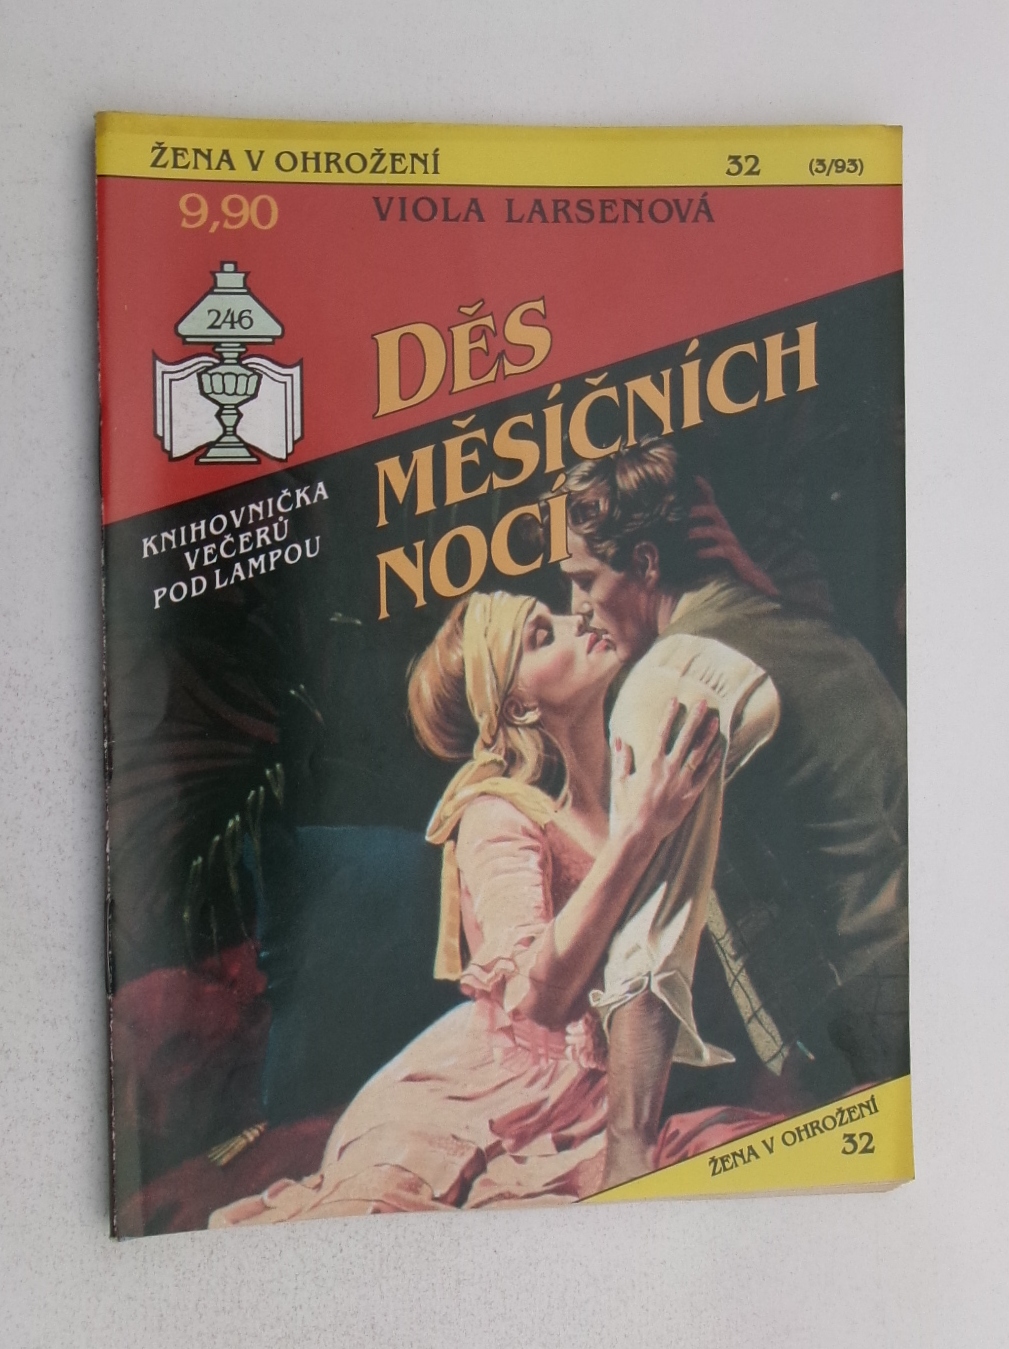 ŽENA V OHROŽENÍ 32 (3/93)
9,90 VIOLA LARSENOVÁ
246
DĚS
MĚSÍČNÍCH
NOCÍ
KNIHOVNIČKA
VEČERŮ
POD LAMPOU
ŽENA V OHROŽENÍ
32